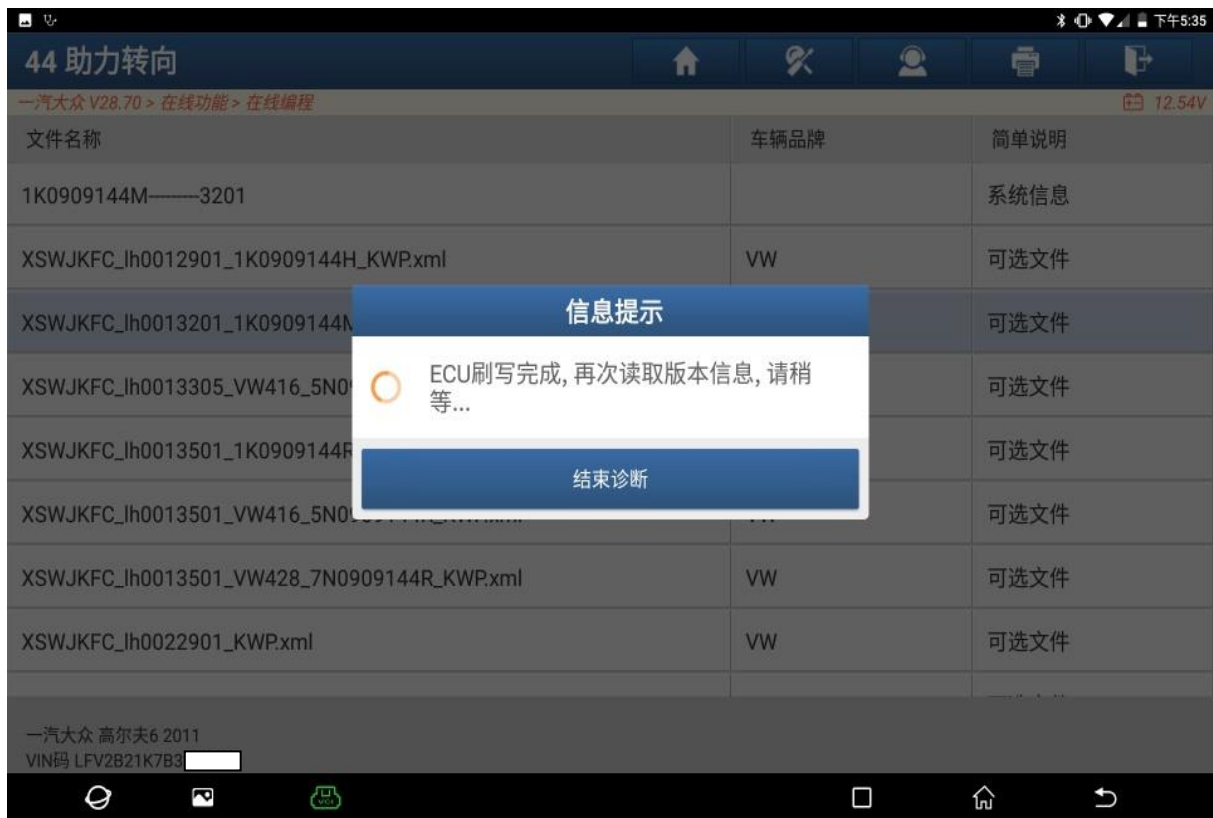 下午5:35
44 助力转向
一汽大众 V28.70 > 在线功能 > 在线编程
12.54V
文件名称 车辆品牌 简单说明
1K0909144M--------3201 系统信息
XSWJKFC_lh0012901_1K0909144H_KWP.xml VW 可选文件
XSWJKFC_lh0013201_1K0909144M 可选文件
XSWJKFC_lh0013305_VW416_5N0 可选文件
XSWJKFC_lh0013501_1K0909144R 可选文件
XSWJKFC_lh0013501_VW416_5N0 可选文件
XSWJKFC_lh0013501_VW428_7N0909144R_KWP.xml VW 可选文件
XSWJKFC_lh0022901_KWP.xml VW 可选文件
信息提示
ECU刷写完成, 再次读取版本信息, 请稍
等...
结束诊断
一汽大众 高尔夫6 2011
VIN码 LFV2B21K7B3
VCI